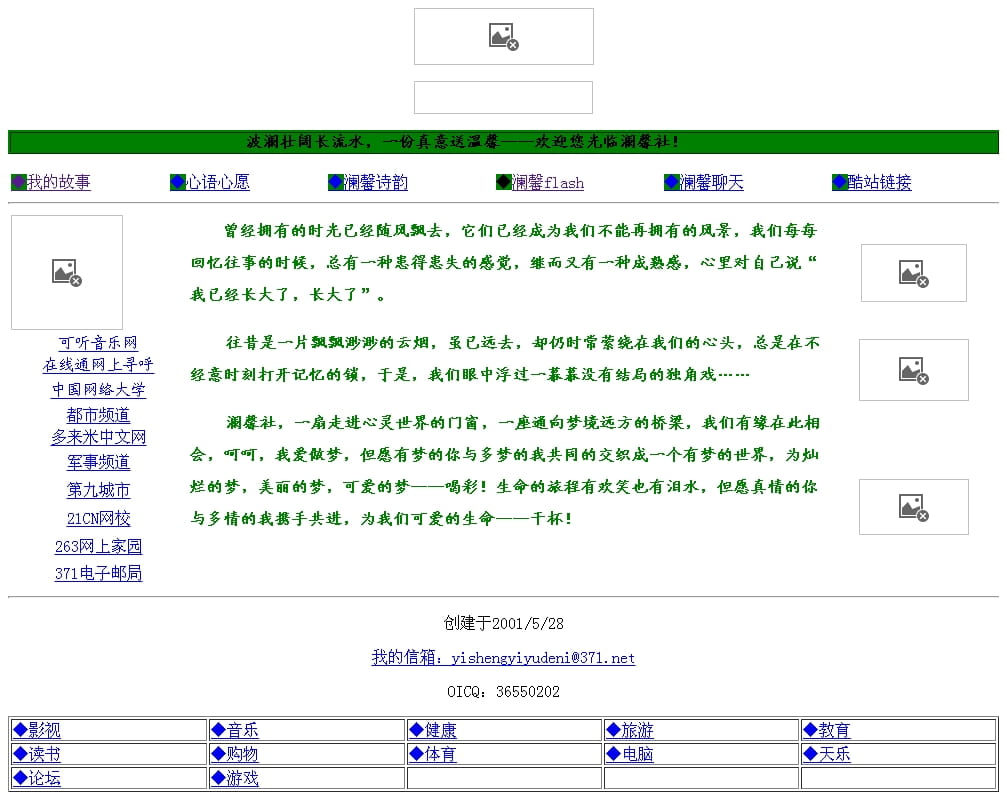 波澜壮阔长流水，一份真意送温馨——欢迎您光临澜馨社！
◆我的故事 ◆心语心愿 ◆澜馨诗韵 ◆澜馨flash ◆澜馨聊天 ◆酷站链接
曾经拥有的时光已经随风飘去，它们已经成为我们不能再拥有的风景，我们每每
回忆往事的时候，总有一种患得患失的感觉，继而又有一种成熟感，心里对自己说“
我已经长大了，长大了”。
往昔是一片飘飘渺渺的云烟，虽已远去，却仍时常萦绕在我们的心头，总是在不
经意时刻打开记忆的锁，于是，我们眼中浮过一幕幕没有结局的独角戏……
澜馨社，一扇走进心灵世界的门窗，一座通向梦境远方的桥梁，我们有缘在此相
会，呵呵，我爱做梦，但愿有梦的你与多梦的我共同的交织成一个有梦的世界，为灿
烂的梦，美丽的梦，可爱的梦——喝彩！生命的旅程有欢笑也有泪水，但愿真情的你
与多情的我携手共进，为我们可爱的生命——干杯！
可听音乐网
在线通网上寻呼
中国网络大学
都市频道
多来米中文网
军事频道
第九城市
21CN网校
263网上家园
371电子邮局
创建于2001/5/28
我的信箱：yishengyiyudeni@371.net
OICQ：36550202
◆影视 ◆音乐 ◆健康 ◆旅游 ◆教育
◆读书 ◆购物 ◆体育 ◆电脑 ◆天乐
◆论坛 ◆游戏